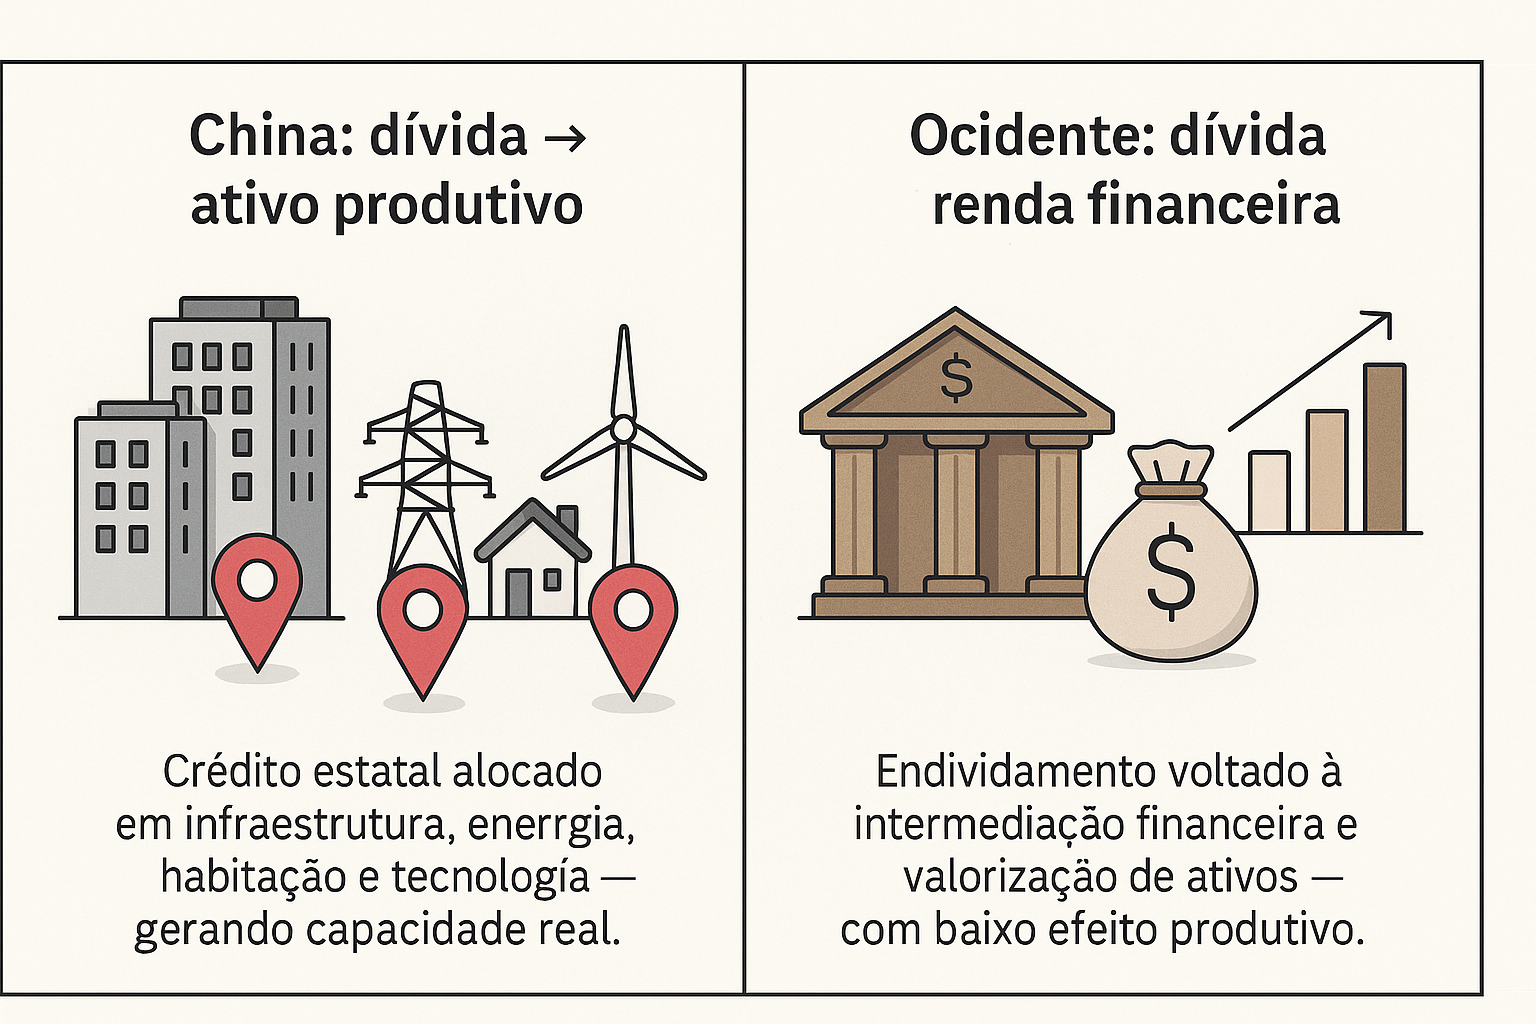 China: dívida →
ativo produtivo
Crédito estatal alocado
em infraestrutura, enerrgia,
habitação e tecnologia —
gerando capacidade real.
Ocidente: dívida
renda financeira
$
$
Endividamento voltado à
intermediação financeira e
valorização de ativos —
com baixo efeito produtivo.